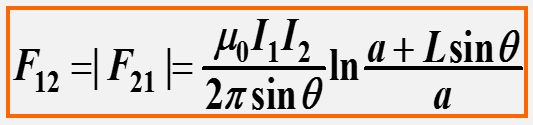 F₁₂ =| F₂₁ |= μ₀I₁I₂ / 2π sin θ ln a + L sin θ / a